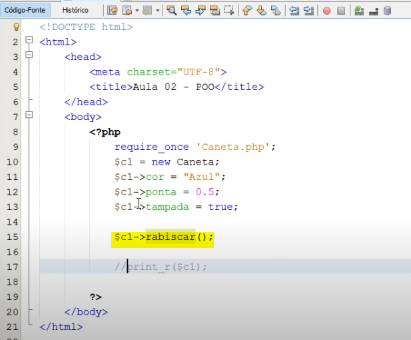 Código-Fonte Histórico
1 <!DOCTYPE html>
2 <html>
3 <head>
4 <meta charset="UTF-8">
5 <title>Aula 02 - POO</title>
6 </head>
7 <body>
8 <?php
9 require_once 'Caneta.php';
10 $c1 = new Caneta;
11 $c1->cor = "Azul";
12 $c1->ponta = 0.5;
13 $c1->tampada = true;
14
15 $c1->rabiscar();
16
17 //print_r($c1);
18
19 ?>
20 </body>
21 </html>